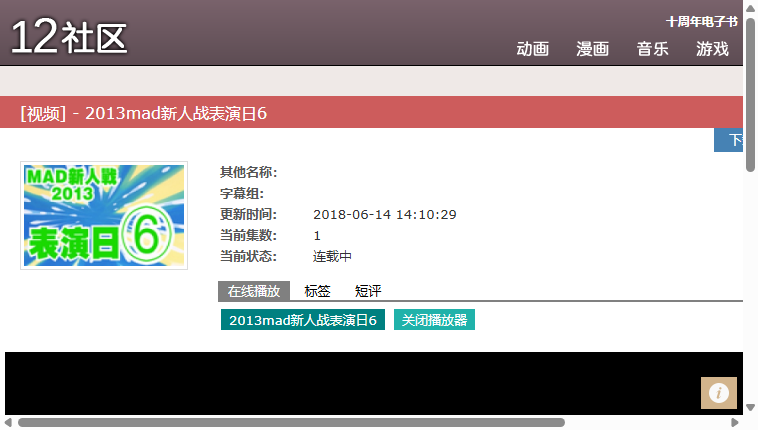 12社区
十周年电子书
动画 漫画 音乐 游戏
[视频] - 2013mad新人战表演日6
下
MAD新人戦
2013
表演日⑥
其他名称:
字幕组:
更新时间: 2018-06-14 14:10:29
当前集数: 1
当前状态: 连载中
在线播放 标签 短评
2013mad新人战表演日6 关闭播放器
i